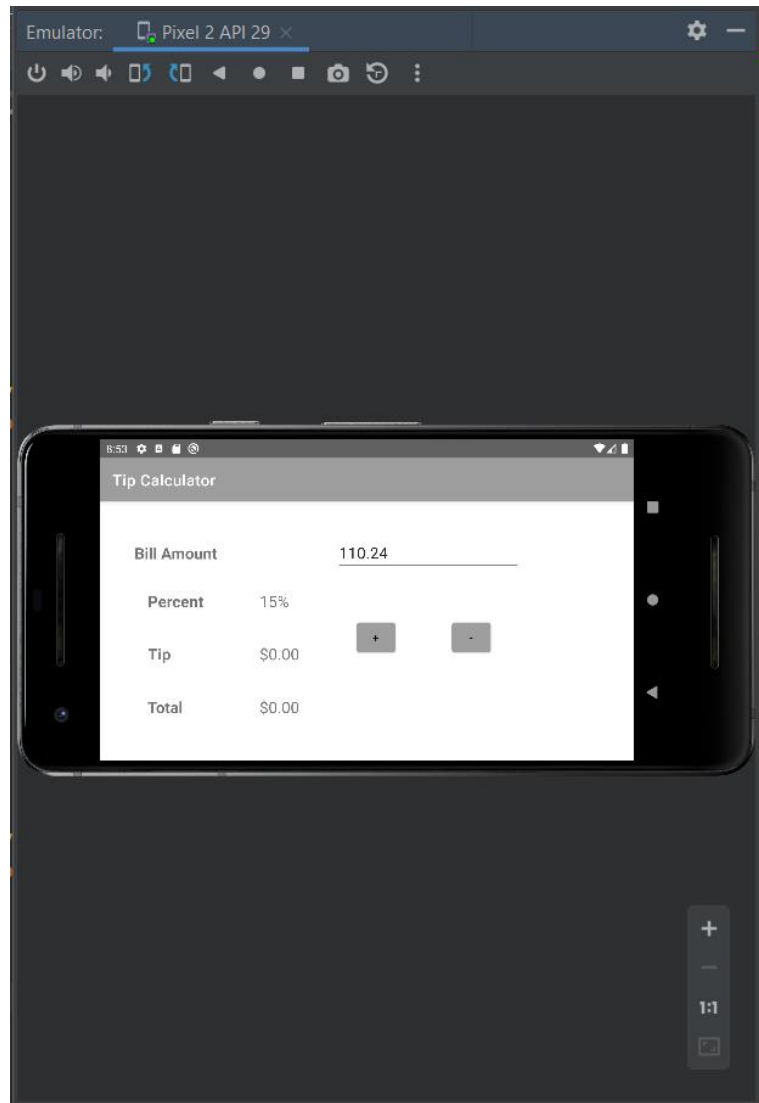 Emulator: Pixel 2 API 29
8:53
Tip Calculator
Bill Amount 110.24
Percent 15%
+ -
Tip $0.00
Total $0.00
1:1